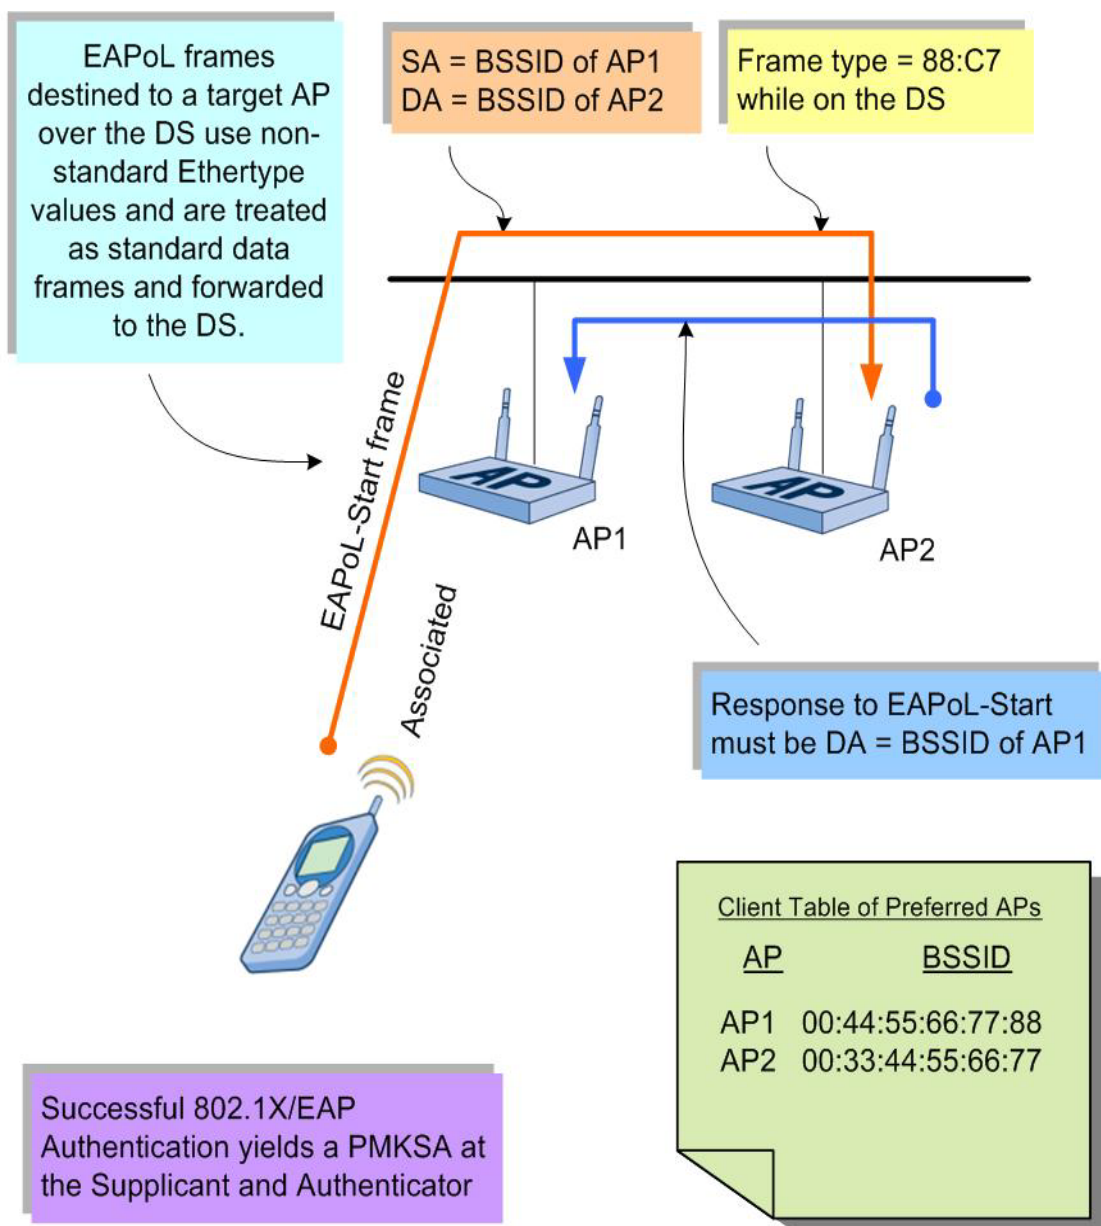 EAPoL frames
destined to a target AP
over the DS use non-
standard Ethertype
values and are treated
as standard data
frames and forwarded
to the DS.
SA = BSSID of AP1
DA = BSSID of AP2
Frame type = 88:C7
while on the DS
EAPoL-Start frame
Associated
AP
AP1
AP
AP2
Response to EAPoL-Start
must be DA = BSSID of AP1
Client Table of Preferred APs
AP BSSID
AP1 00:44:55:66:77:88
AP2 00:33:44:55:66:77
Successful 802.1X/EAP
Authentication yields a PMKSA at
the Supplicant and Authenticator